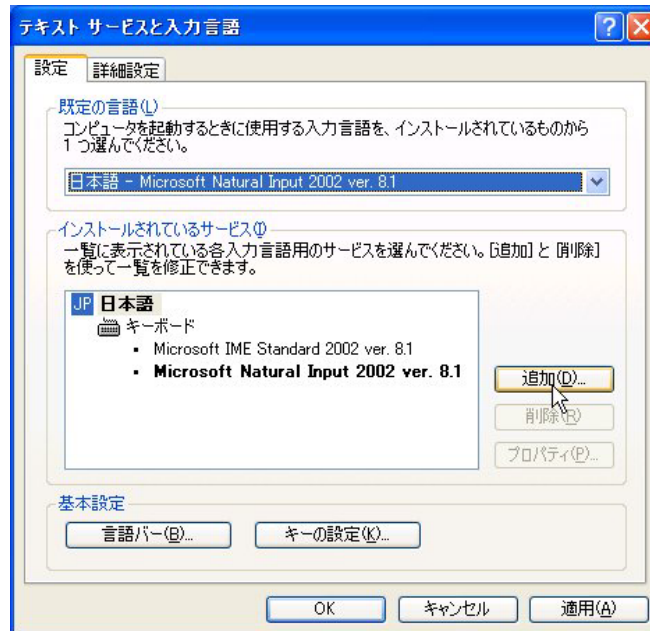 テキスト サービスと入力言語
設定 詳細設定
既定の言語(L)
コンピュータを起動するときに使用する入力言語を、インストールされているものから
1 つ選んでください。
日本語 - Microsoft Natural Input 2002 ver. 8.1
インストールされているサービス(I)
一覧に表示されている各入力言語用のサービスを選んでください。[追加] と [削除]
を使って一覧を修正できます。
JP 日本語
キーボード
• Microsoft IME Standard 2002 ver. 8.1
• Microsoft Natural Input 2002 ver. 8.1
追加(D)...
削除(R)
プロパティ(P)...
基本設定
言語バー(B)...
キーの設定(K)...
OK
キャンセル
適用(A)